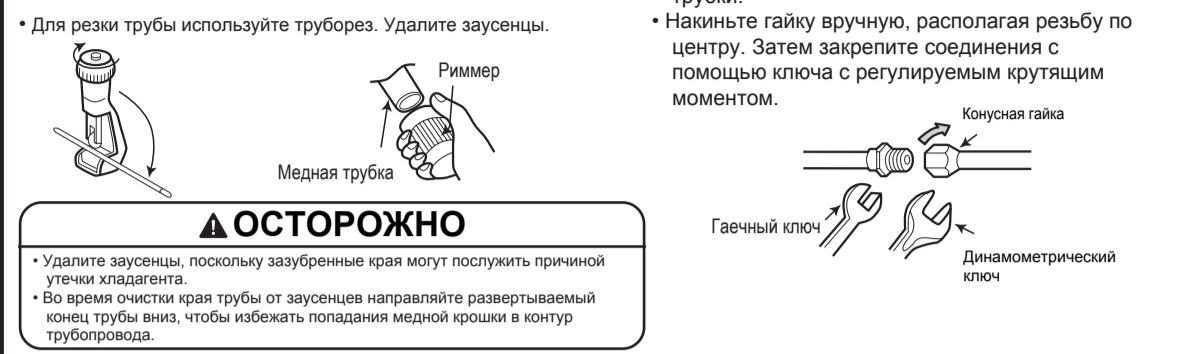 • Для резки трубы используйте труборез. Удалите заусенцы.
Риммер
Медная трубка
ОСТОРОЖНО
• Удалите заусенцы, поскольку зазубренные края могут послужить причиной
утечки хладагента.
• Во время очистки края трубы от заусенцев направляйте развертываемый
конец трубы вниз, чтобы избежать попадания медной крошки в контур
трубопровода.
трубки.
• Накиньте гайку вручную, располагая резьбу по
центру. Затем закрепите соединения с
помощью ключа с регулируемым крутящим
моментом.
Конусная гайка
Гаечный ключ
Динамометрический
ключ